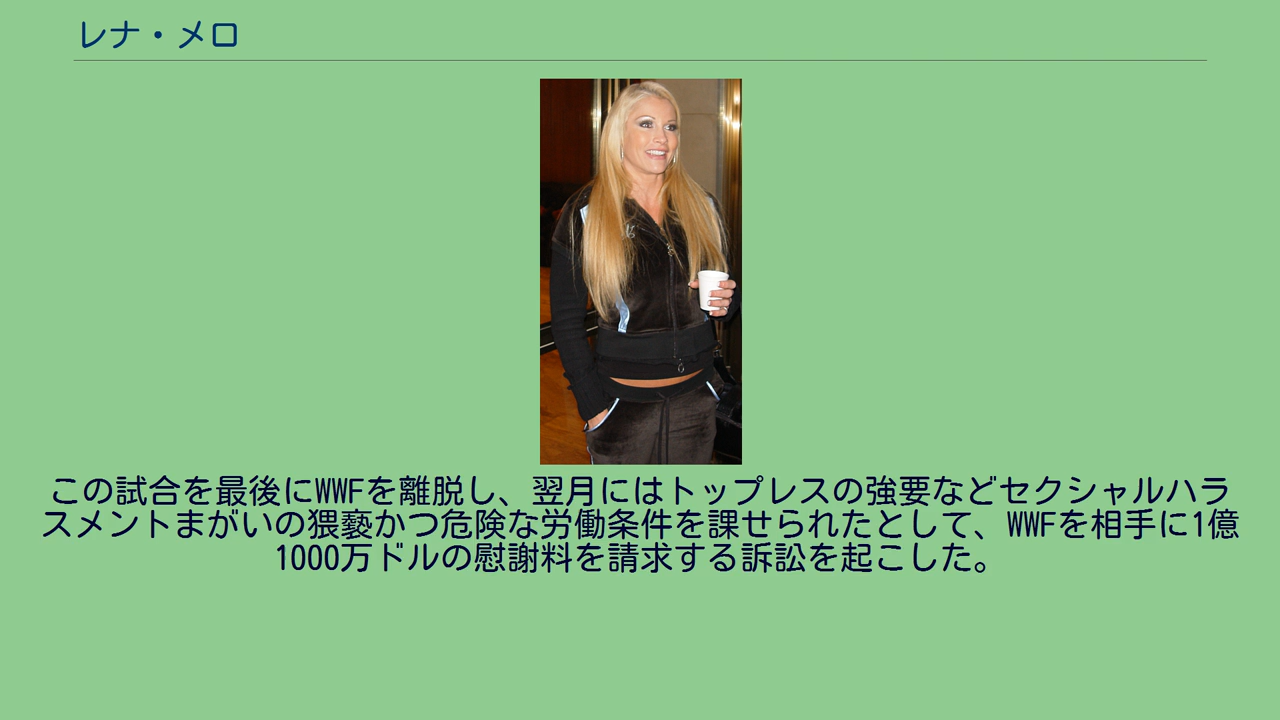 レナ・メロ
この試合を最後にWWFを離脱し、翌月にはトップレスの強要などセクシャルハラ
スメントまがいの猥褻かつ危険な労働条件を課せられたとして、WWFを相手に1億
1000万ドルの慰謝料を請求する訴訟を起こした。